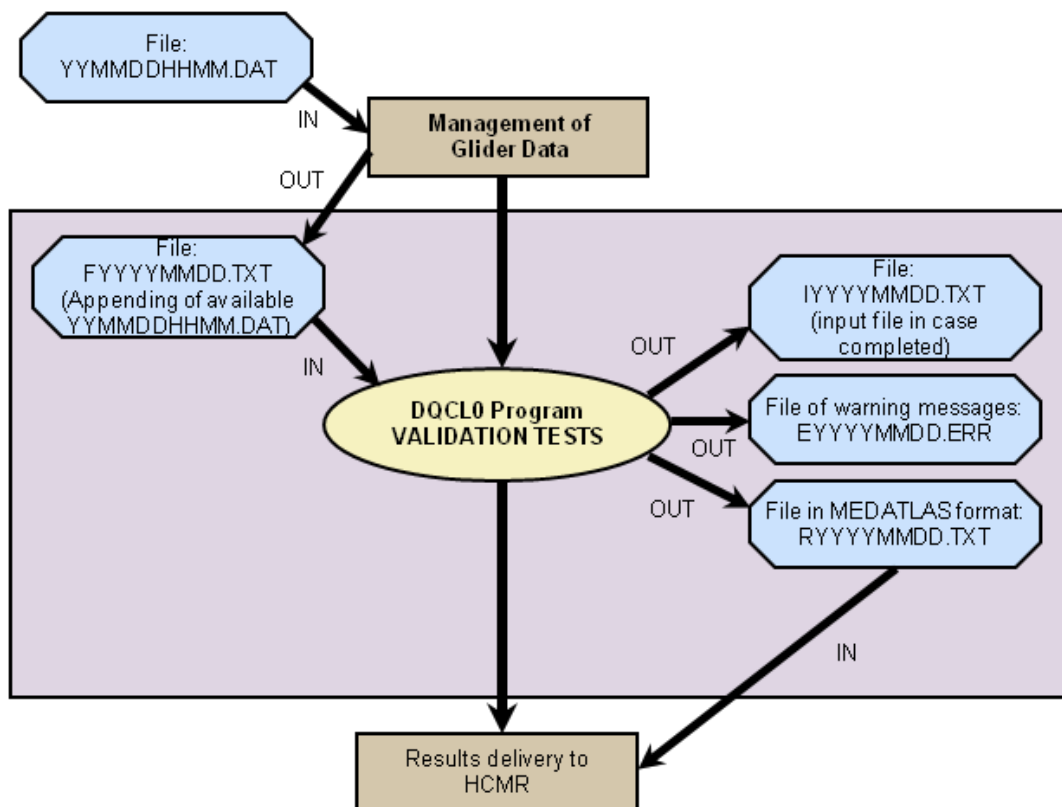 File:
YYMMDDHHMM.DAT
IN
Management of
Glider Data
OUT
File:
FYYYYMMDD.TXT
(Appending of available
YYMMDDHHMM.DAT)
IN
File:
IYYYYMMDD.TXT
(input file in case
completed)
OUT
DQCL0 Program
VALIDATION TESTS
File of warning messages:
EYYYYMMDD.ERR
OUT
OUT
File in MEDATLAS format:
RYYYYMMDD.TXT
IN
Results delivery to
HCMR